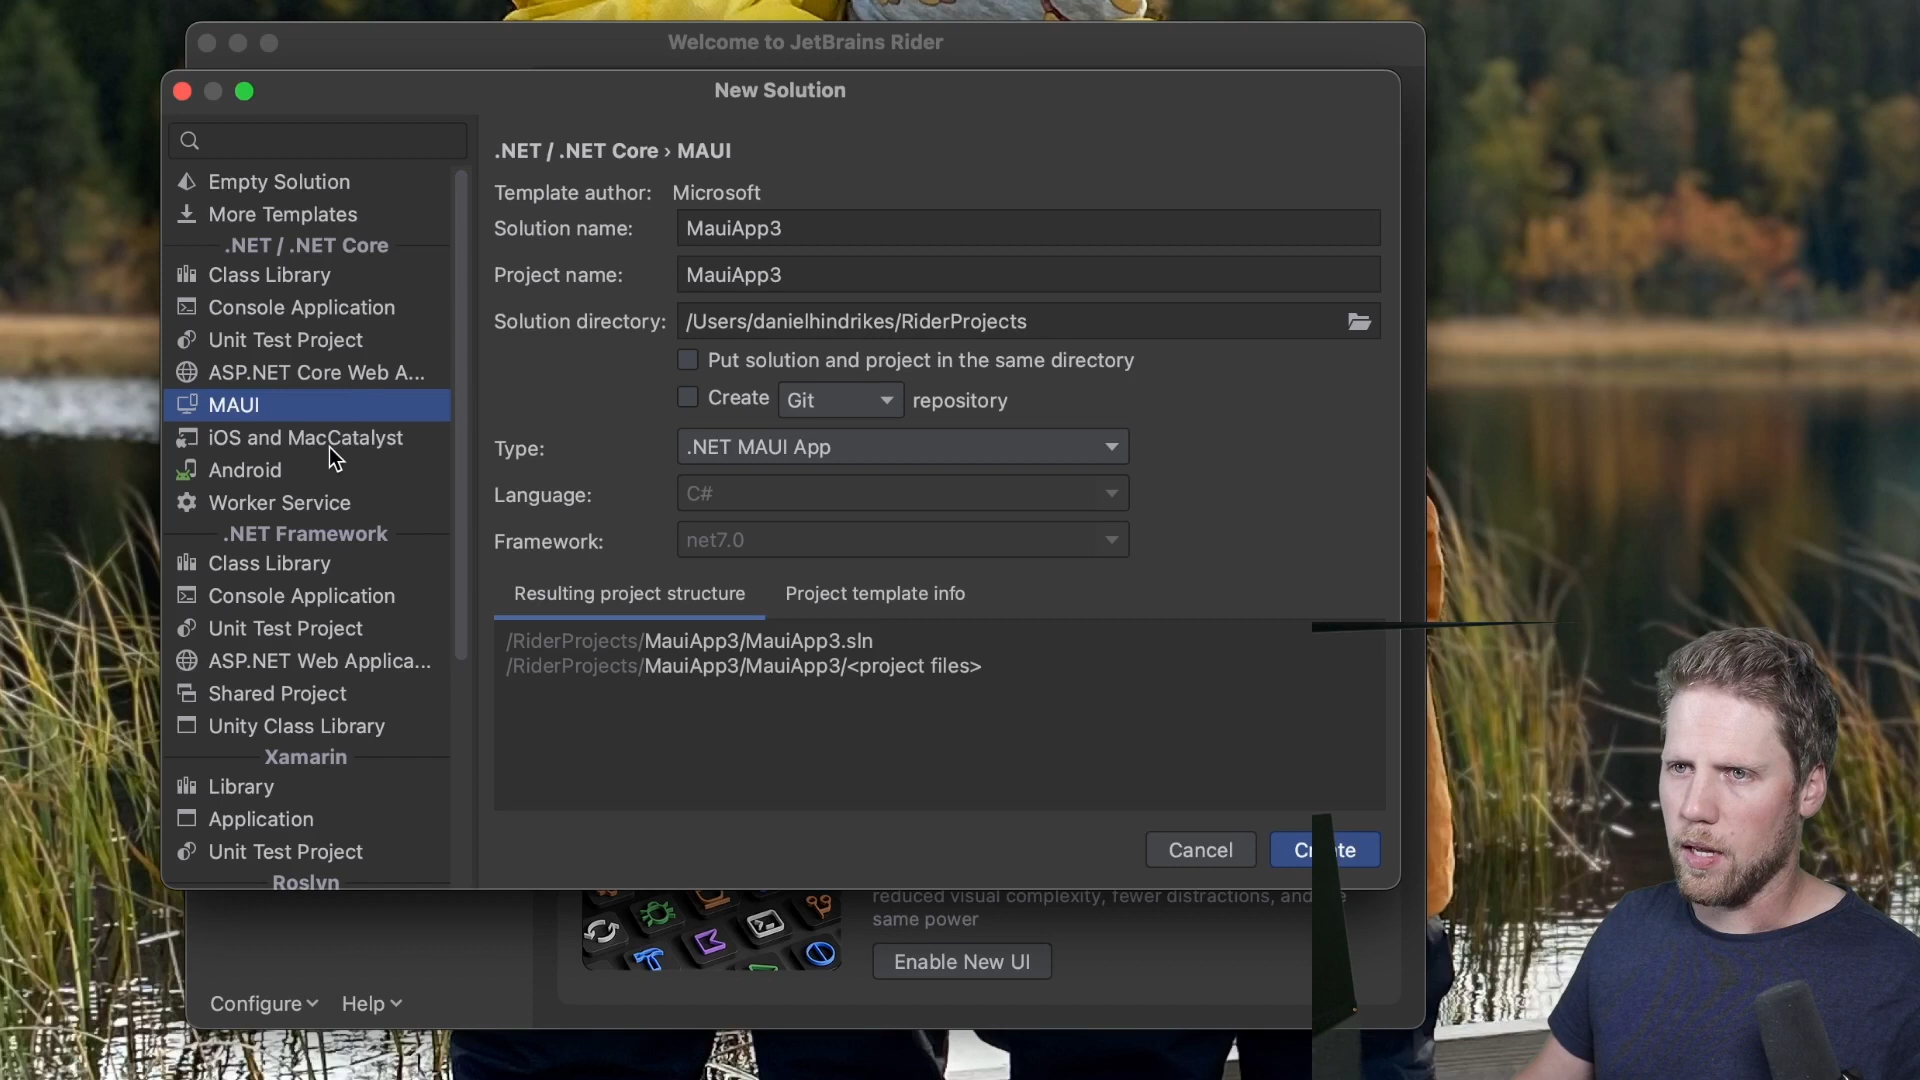 Welcome to JetBrains Rider
New Solution
Empty Solution
More Templates
.NET / .NET Core
Class Library
Console Application
Unit Test Project
ASP.NET Core Web A...
MAUI
iOS and MacCatalyst
Android
Worker Service
.NET Framework
Class Library
Console Application
Unit Test Project
ASP.NET Web Applica...
Shared Project
Unity Class Library
Xamarin
Library
Application
Unit Test Project
Roslyn
.NET / .NET Core › MAUI
Template author: Microsoft
Solution name: MauiApp3
Project name: MauiApp3
Solution directory: /Users/danielhindrikes/RiderProjects
Put solution and project in the same directory
Create Git repository
Type: .NET MAUI App
Language: C#
Framework: net7.0
Resulting project structure Project template info
/RiderProjects/MauiApp3/MauiApp3.sln
/RiderProjects/MauiApp3/MauiApp3/<project files>
Cancel
reduced visual complexity, fewer distractions, and
same power
Enable New UI
Configure Help